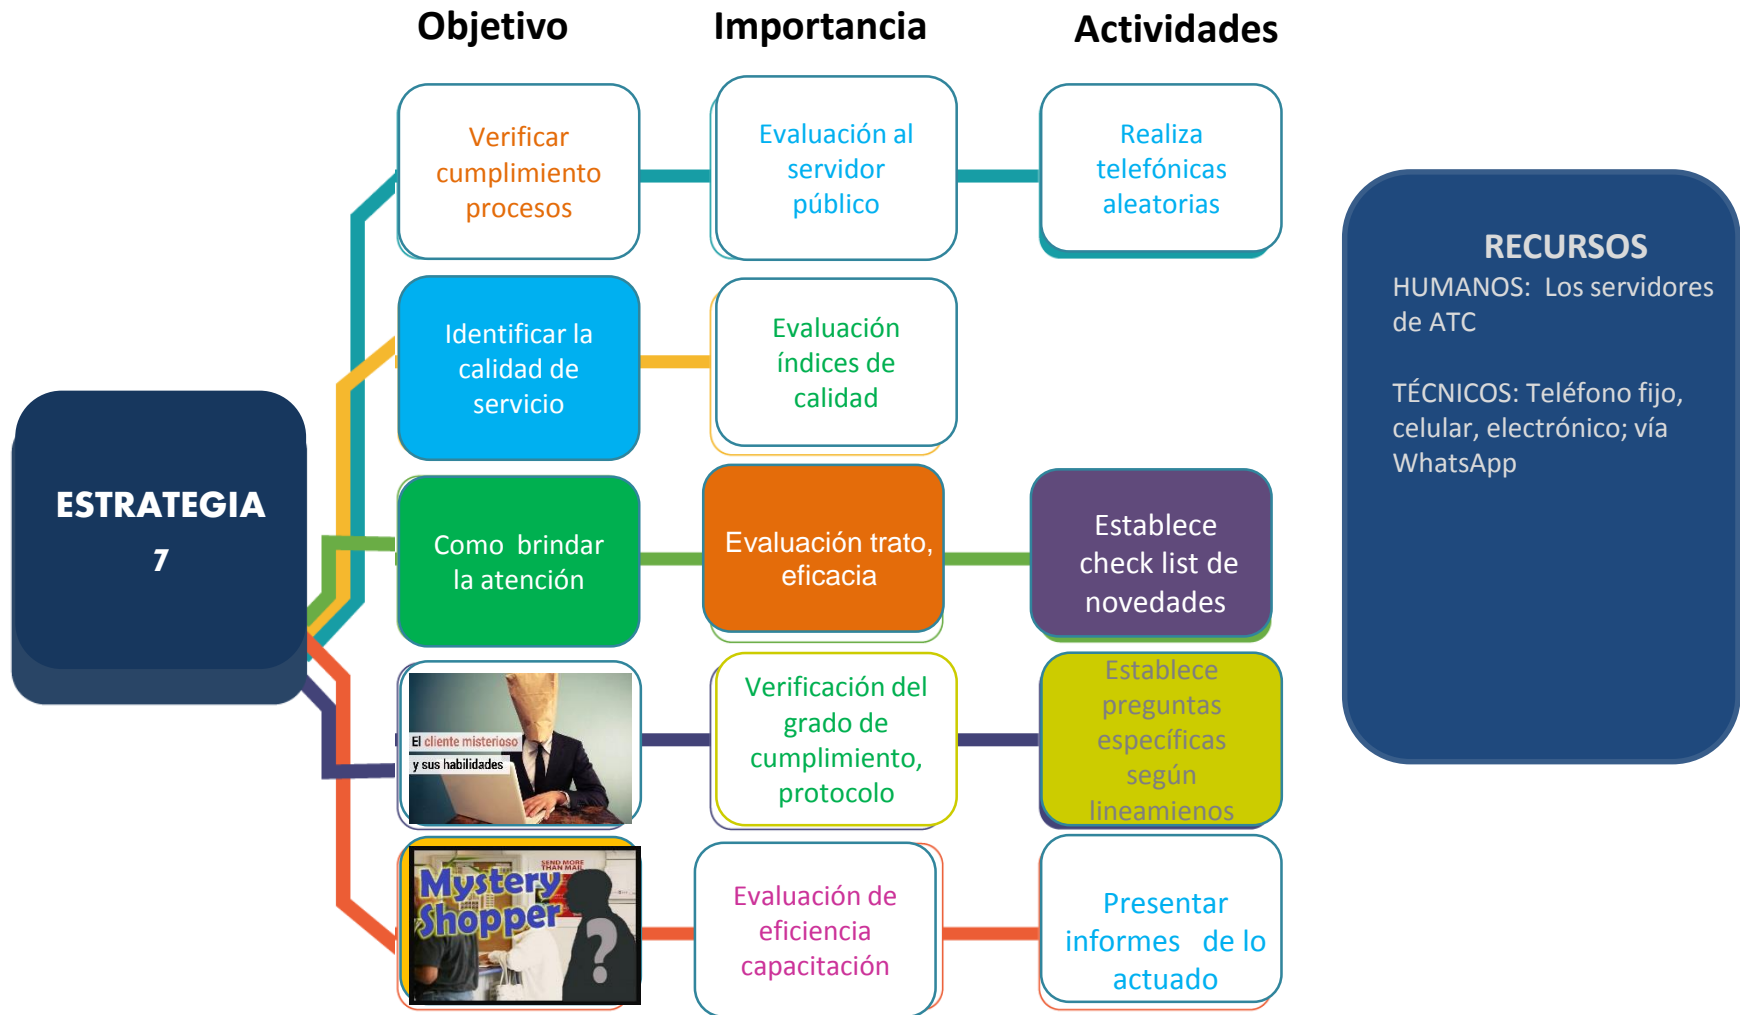 Objetivo
Importancia
Actividades
ESTRATEGIA
7
Verificar
cumplimiento
procesos
Evaluación al
servidor
público
Realiza
telefónicas
aleatorias
Identificar la
calidad de
servicio
Evaluación
índices de
calidad
Como brindar
la atención
Evaluación trato,
eficacia
Establece
check list de
novedades
El cliente misterioso
y sus habilidades
Verificación del
grado de
cumplimiento,
protocolo
Establece
preguntas
específicas
según
lineamienos
SEND MORE
THAN MAIL
Mystery
Shopper
?
Evaluación de
eficiencia
capacitación
Presentar
informes de lo
actuado
RECURSOS
HUMANOS: Los servidores
de ATC
TÉCNICOS: Teléfono fijo,
celular, electrónico; vía
WhatsApp